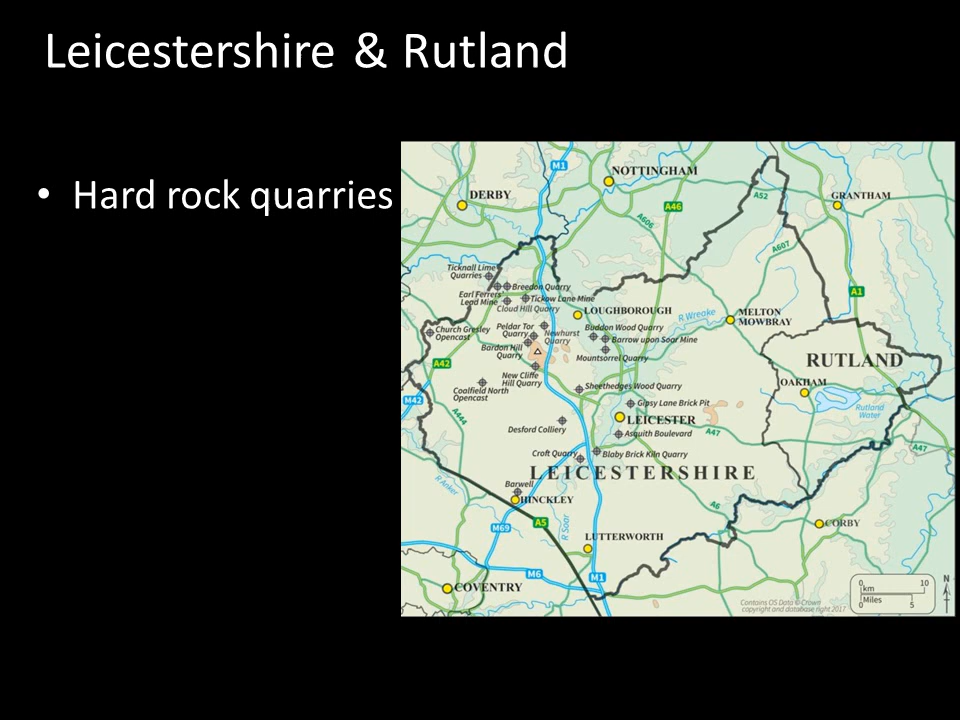 Leicestershire & Rutland
• Hard rock quarries
M1
NOTTINGHAM
DERBY
A52
GRANTHAM
A46
A606
A607
Ticknall Lime
Quarries
Breedon Quarry
A1
Earl Ferrers
Lead Mine
Tickow Lane Mine
Cloud Hill Quarry
LOUGHBOROUGH
R Wreake
MELTON
MOWBRAY
Church Gresley
Opencast
Peldar Tor
Quarry
Newhurst
Quarry
Buddon Wood Quarry
Barrow upon Soar Mine
Bardon Hill
Quarry
Mountsorrel Quarry
RUTLAND
A42
New Cliffe
Hill Quarry
OAKHAM
Coalfield North
Opencast
Sheethedges Wood Quarry
M42
Gipsy Lane Brick Pit
Rutland
Water
A444
LEICESTER
Desford Colliery
Asquith Boulevard
A47
A47
Croft Quarry
Blaby Brick Kiln Quarry
LEICESTERSHIRE
R Anker
Barwell
HINCKLEY
A6
M69
A5
R Soar
CORBY
LUTTERWORTH
M6
M1
COVENTRY
0 10
km
Miles
0 5
N
Contains OS Data © Crown
copyright and database right 2017